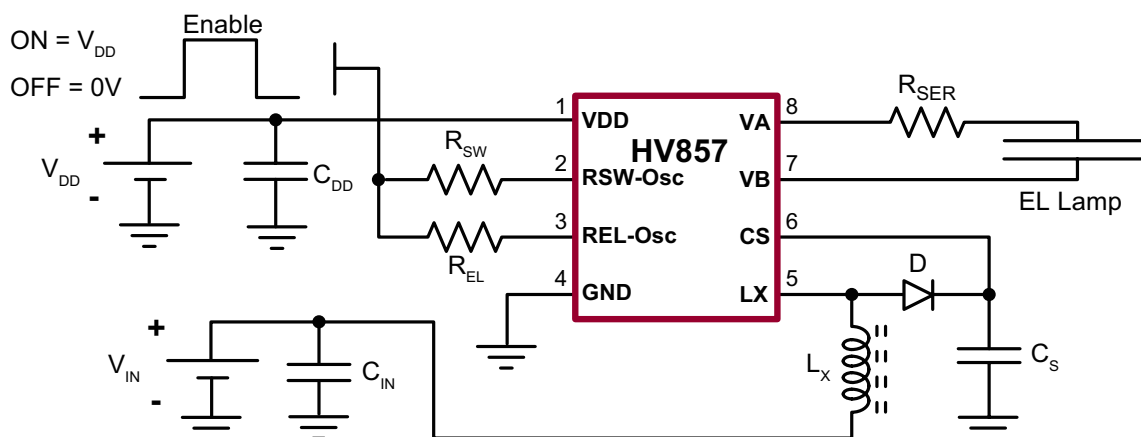 Enable
ON = VDD
OFF = 0V
1
VDD
VA
8
RSER
HV857
+
VDD
-
CDD
RSW
2
RSW-Osc
VB
7
EL Lamp
REL
3
REL-Osc
CS
6
4
GND
LX
5
D
+
VIN
-
CIN
LX
CS